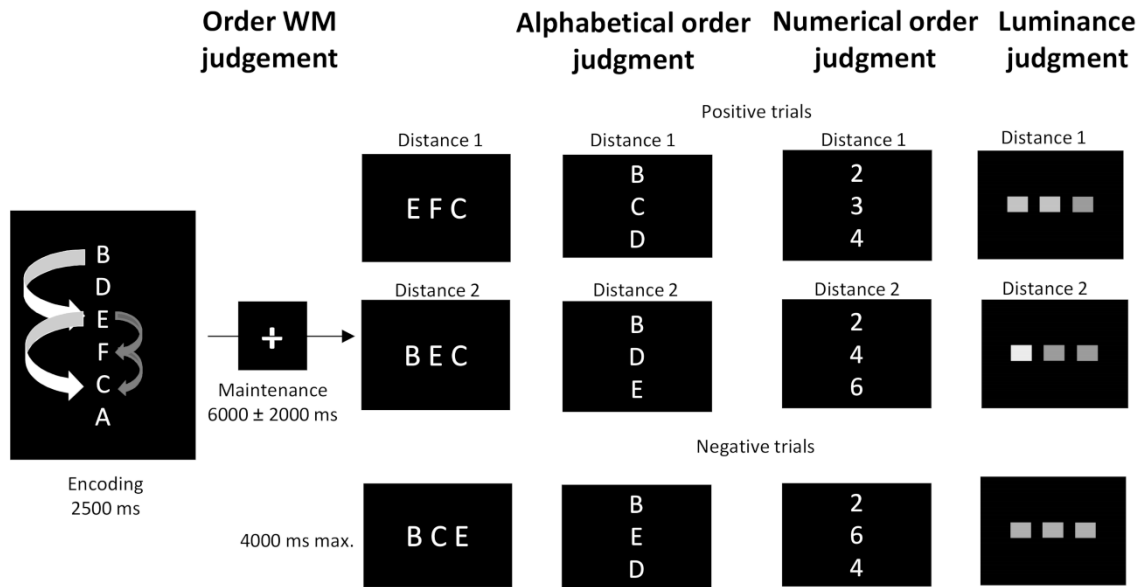 Order WM
judgement
Alphabetical order
judgment
Numerical order
judgment
Luminance
judgment
Positive trials
Distance 1
Distance 1
Distance 1
Distance 1
E F C
B
C
D
2
3
4
B
D
E
F
C
A
Encoding
2500 ms
+
Maintenance
6000 ± 2000 ms
Distance 2
Distance 2
Distance 2
Distance 2
B E C
B
D
E
2
4
6
Negative trials
4000 ms max.
B C E
B
E
D
2
6
4